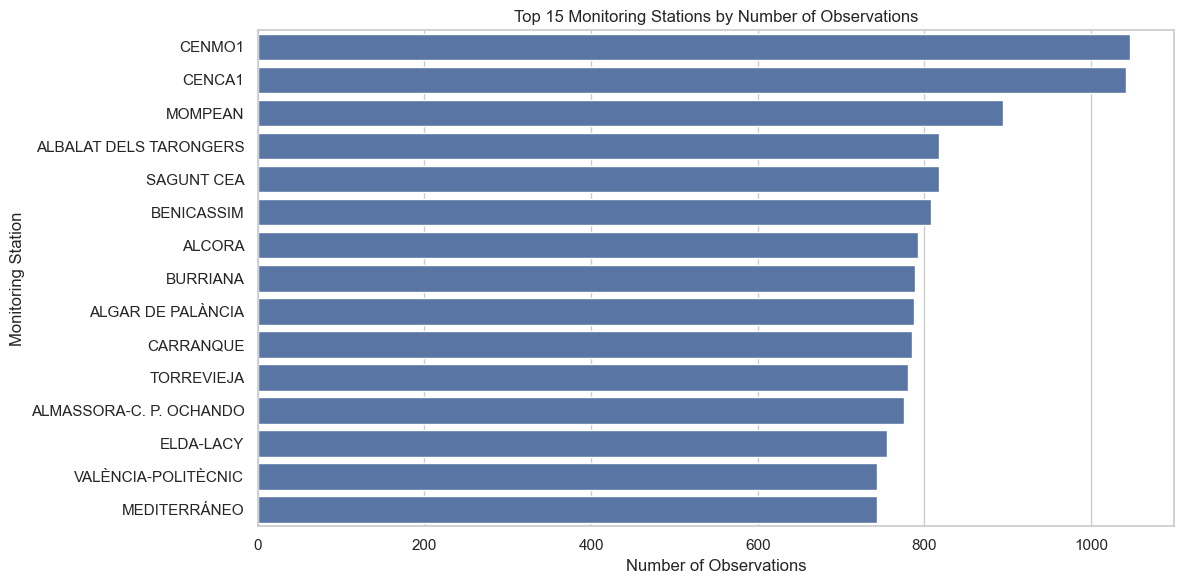 Top 15 Monitoring Stations by Number of Observations
Monitoring Station
CENMO1
CENCA1
MOMPEAN
ALBALAT DELS TARONGERS
SAGUNT CEA
BENICASSIM
ALCORA
BURRIANA
ALGAR DE PALÀNCIA
CARRANQUE
TORREVIEJA
ALMASSORA-C. P. OCHANDO
ELDA-LACY
VALÈNCIA-POLITÈCNIC
MEDITERRÁNEO
0 200 400 600 800 1000
Number of Observations